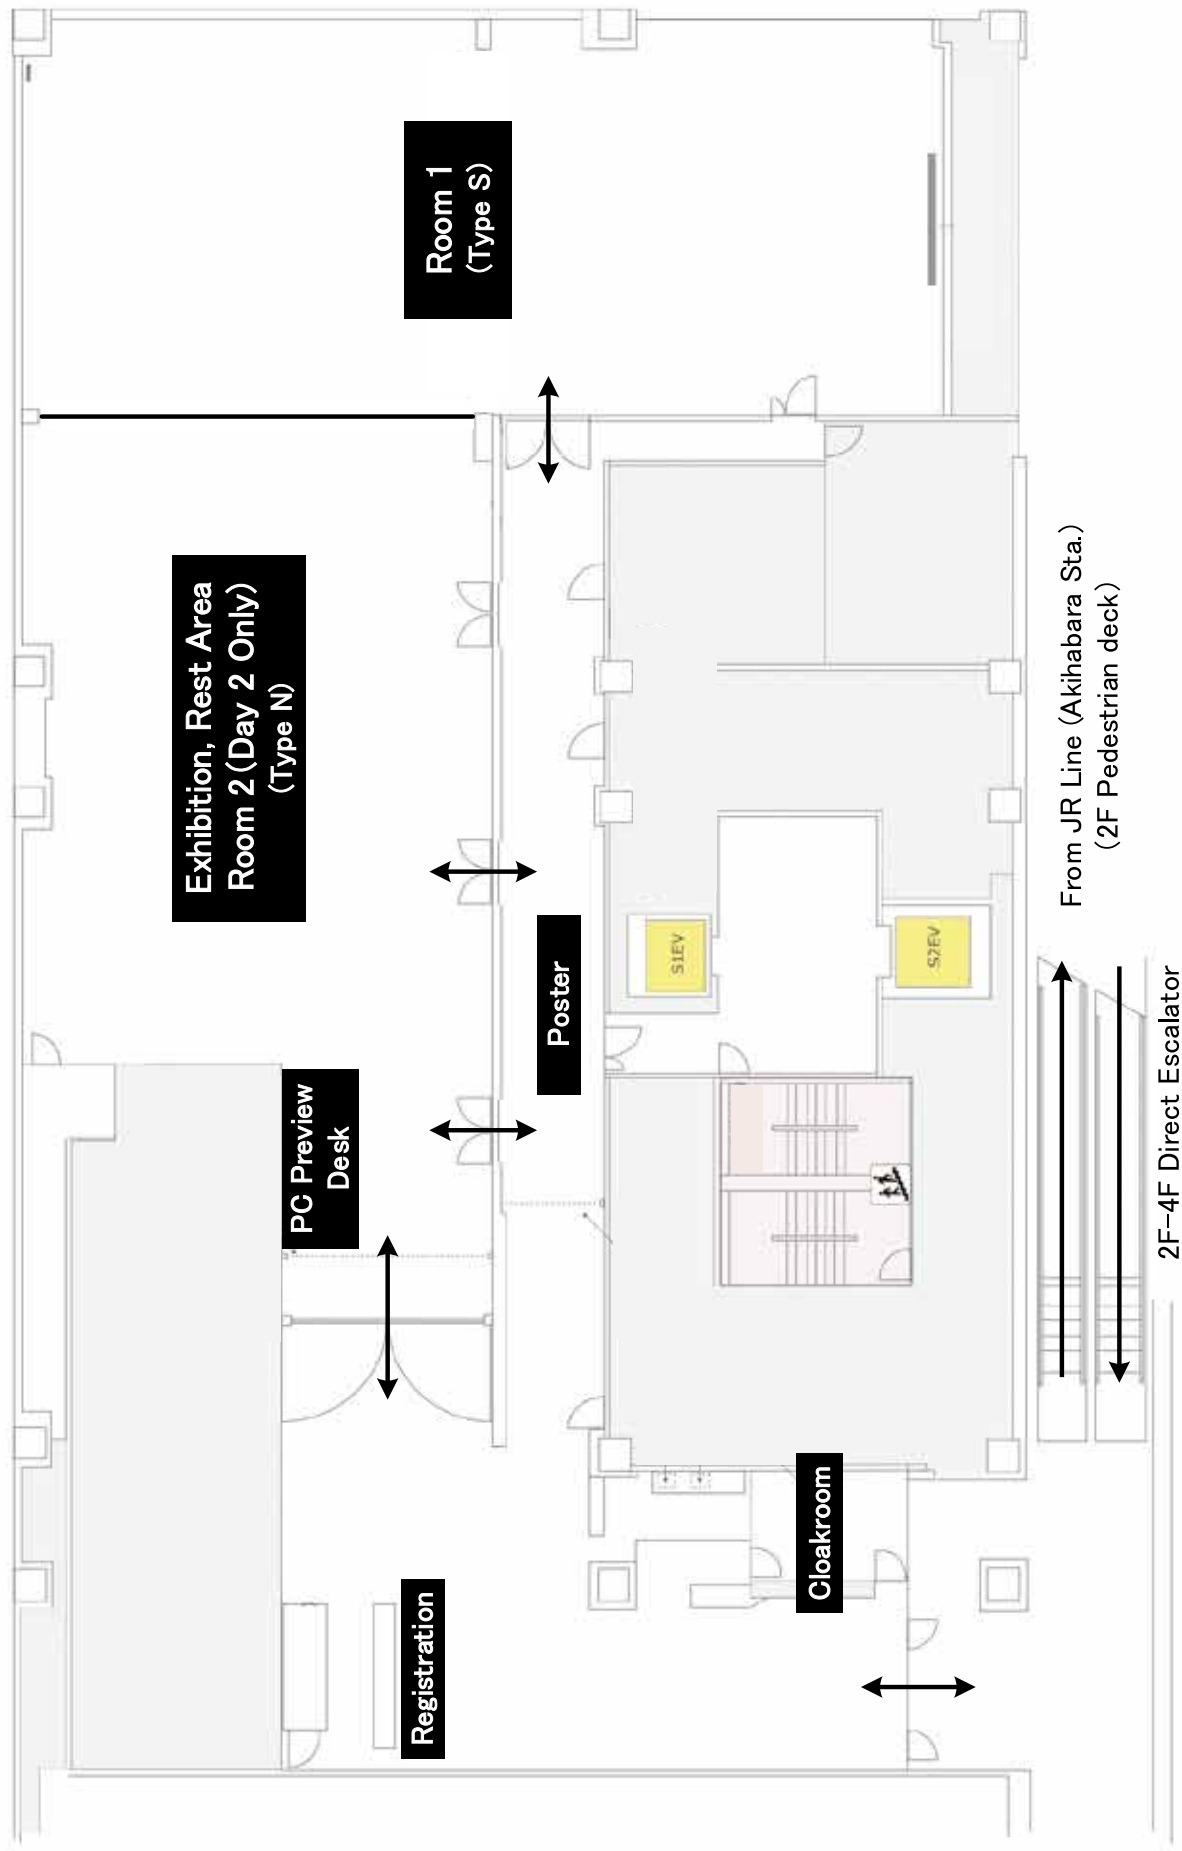 Room 1
(Type S)
Exhibition, Rest Area
Room 2(Day 2 Only)
(Type N)
From JR Line (Akihabara Sta.)
(2F Pedestrian deck)
S1EV
S2EV
Poster
PC Preview
Desk
2F-4F Direct Escalator
Cloakroom
Registration